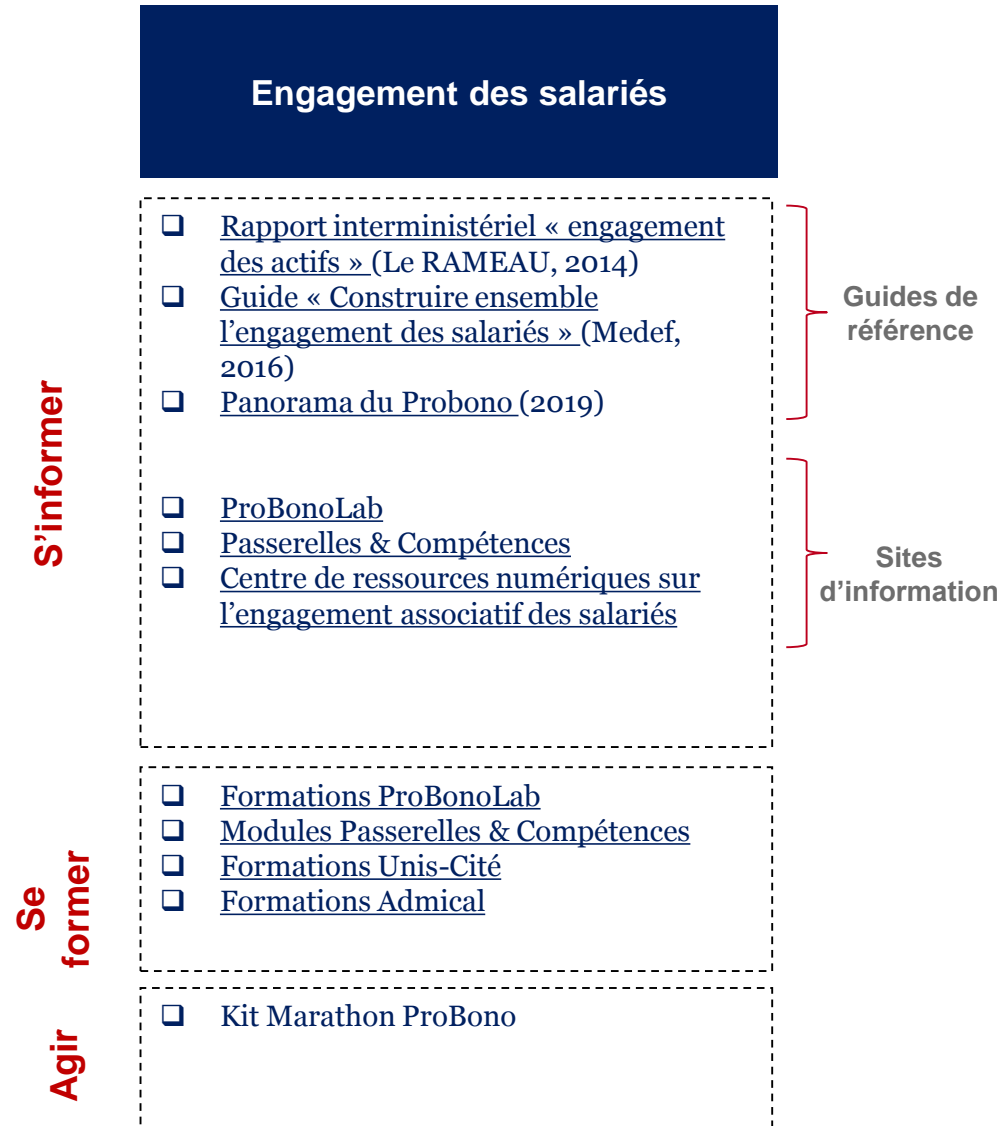 Engagement des salariés
S’informer
❑ Rapport interministériel « engagement
des actifs » (Le RAMEAU, 2014)
❑ Guide « Construire ensemble
l’engagement des salariés » (Medef,
2016)
❑ Panorama du Probono (2019)
Guides de
référence
❑ ProBonoLab
❑ Passerelles & Compétences
❑ Centre de ressources numériques sur
l’engagement associatif des salariés
Sites
d’information
Se
former
❑ Formations ProBonoLab
❑ Modules Passerelles & Compétences
❑ Formations Unis-Cité
❑ Formations Admical
Agir
❑ Kit Marathon ProBono